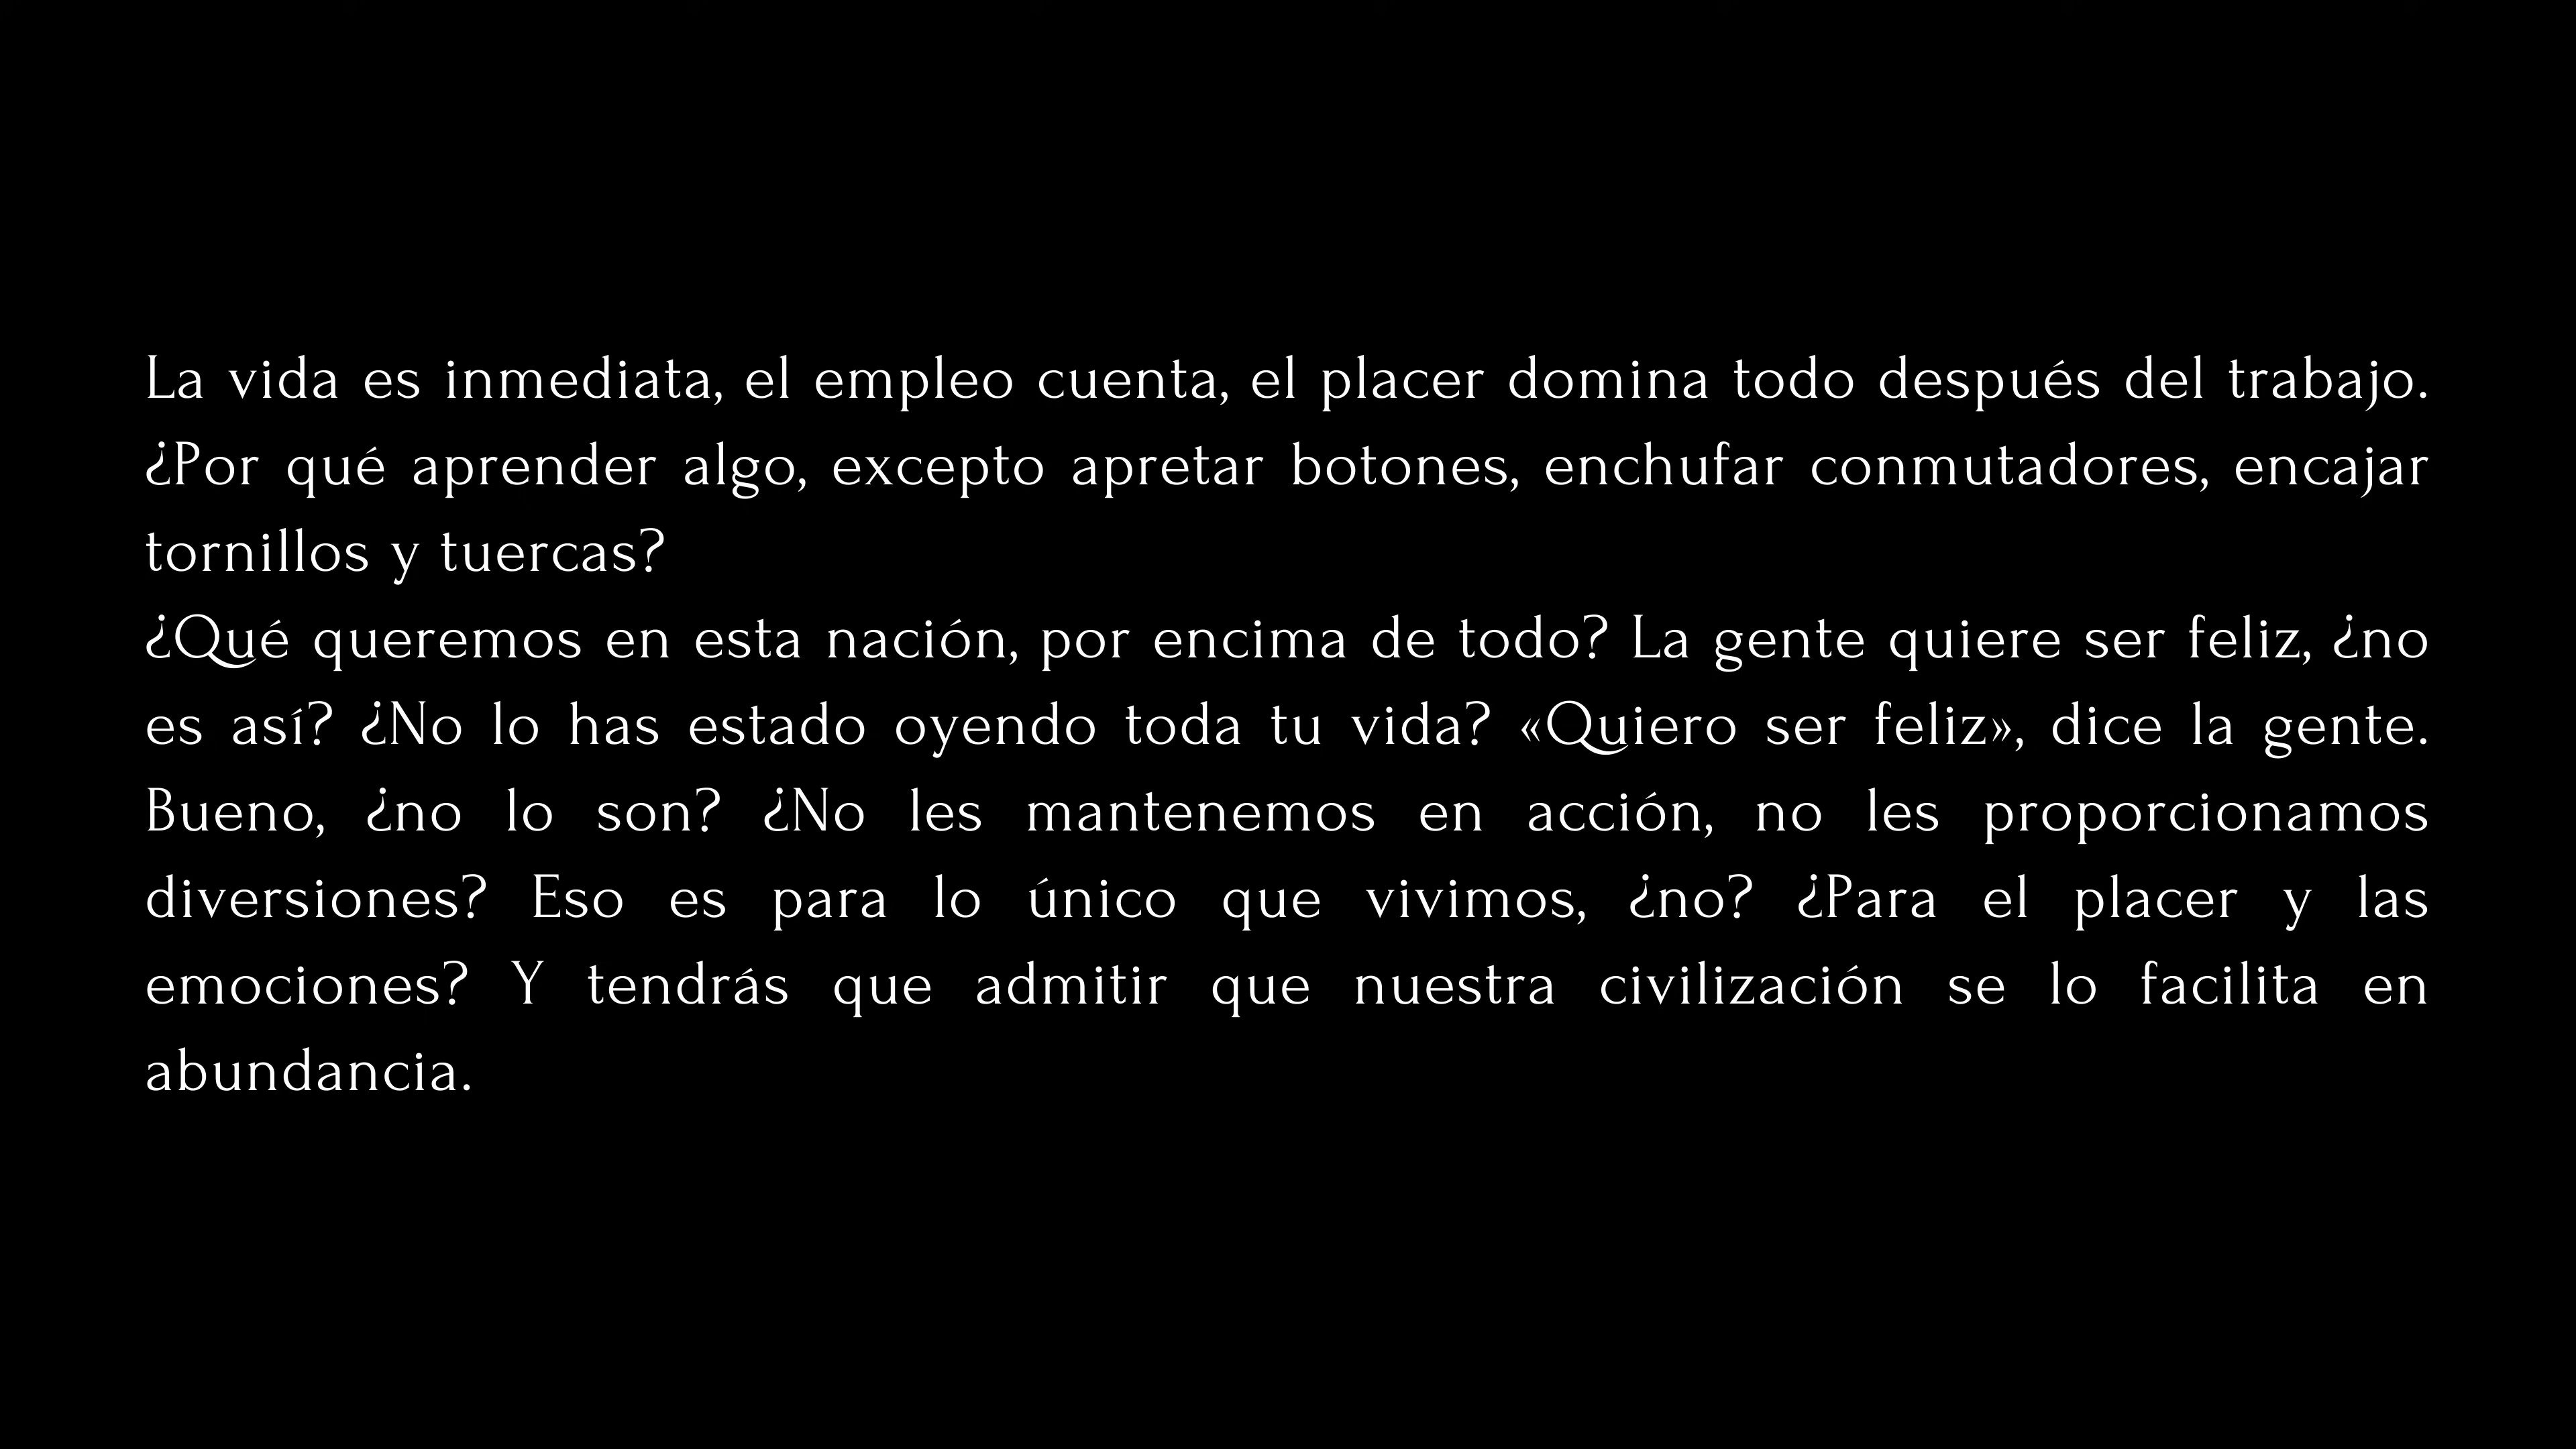 La vida es inmediata, el empleo cuenta, el placer domina todo después del trabajo.
¿Por qué aprender algo, excepto apretar botones, enchufar conmutadores, encajar
tornillos y tuercas?
¿Qué queremos en esta nación, por encima de todo? La gente quiere ser feliz, ¿no
es así? ¿No lo has estado oyendo toda tu vida? «Quiero ser feliz», dice la gente.
Bueno, ¿no lo son? ¿No les mantenemos en acción, no les proporcionamos
diversiones? Eso es para lo único que vivimos, ¿no? ¿Para el placer y las
emociones? Y tendrás que admitir que nuestra civilización se lo facilita en
abundancia.